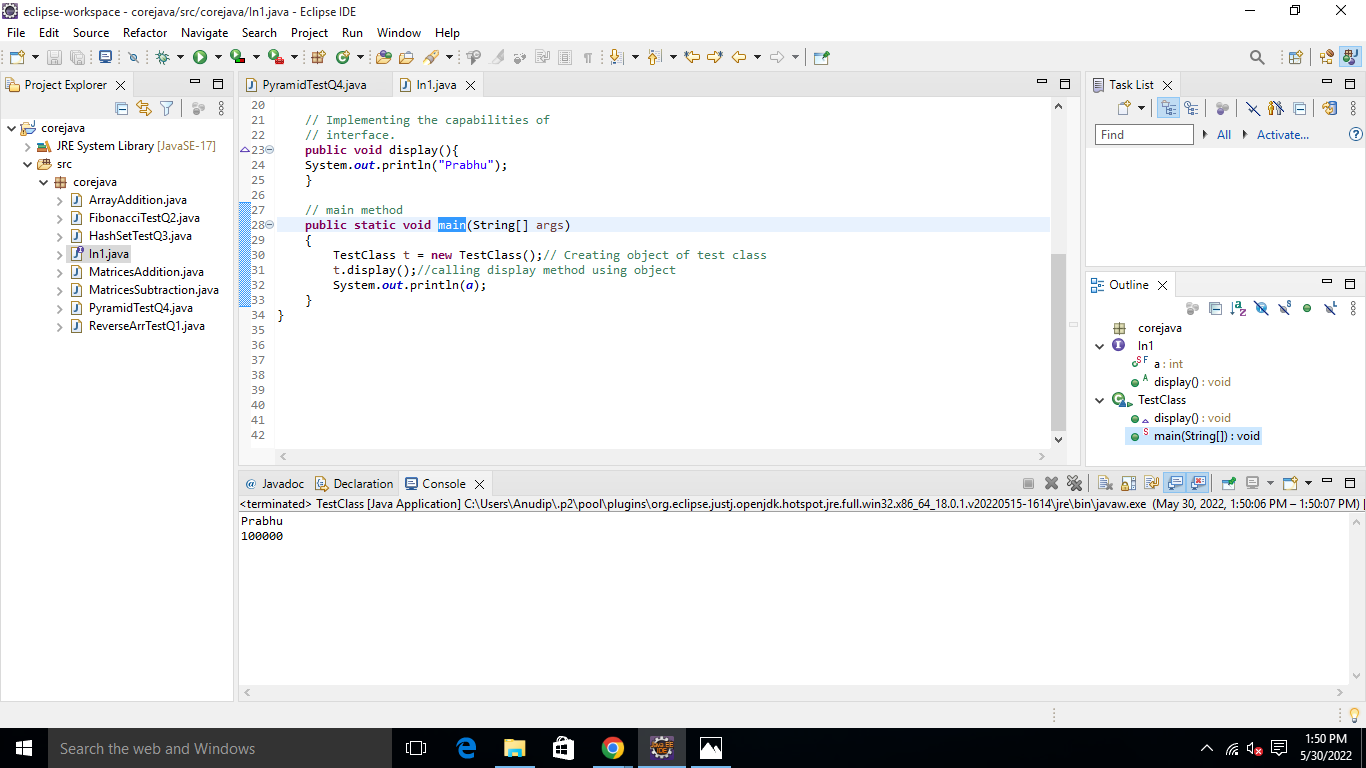 eclipse-workspace - corejava/src/corejava/In1.java - Eclipse IDE
File Edit Source Refactor Navigate Search Project Run Window Help
Project Explorer
corejava
JRE System Library [JavaSE-17]
src
corejava
ArrayAddition.java
FibonacciTestQ2.java
HashSetTestQ3.java
In1.java
MatricesAddition.java
MatricesSubtraction.java
PyramidTestQ4.java
ReverseArrTestQ1.java
PyramidTestQ4.java In1.java
20
21 // Implementing the capabilities of
22 // interface.
23 public void display(){
24 System.out.println("Prabhu");
25 }
26
27 // main method
28 public static void main(String[] args)
29 {
30 TestClass t = new TestClass();// Creating object of test class
31 t.display();//calling display method using object
32 System.out.println(a);
33 }
34 }
35
36
37
38
39
40
41
42
Task List
Find All Activate...
Outline
corejava
In1
a : int
display() : void
TestClass
display() : void
main(String[]) : void
@ Javadoc Declaration Console
<terminated> TestClass [Java Application] C:\Users\Anudip\.p2\pool\plugins\org.eclipse.justj.openjdk.hotspot.jre.full.win32.x86_64_18.0.1.v20220515-1614\jre\bin\javaw.exe (May 30, 2022, 1:50:06 PM – 1:50:07 PM)
Prabhu
100000
Search the web and Windows
1:50 PM
5/30/2022